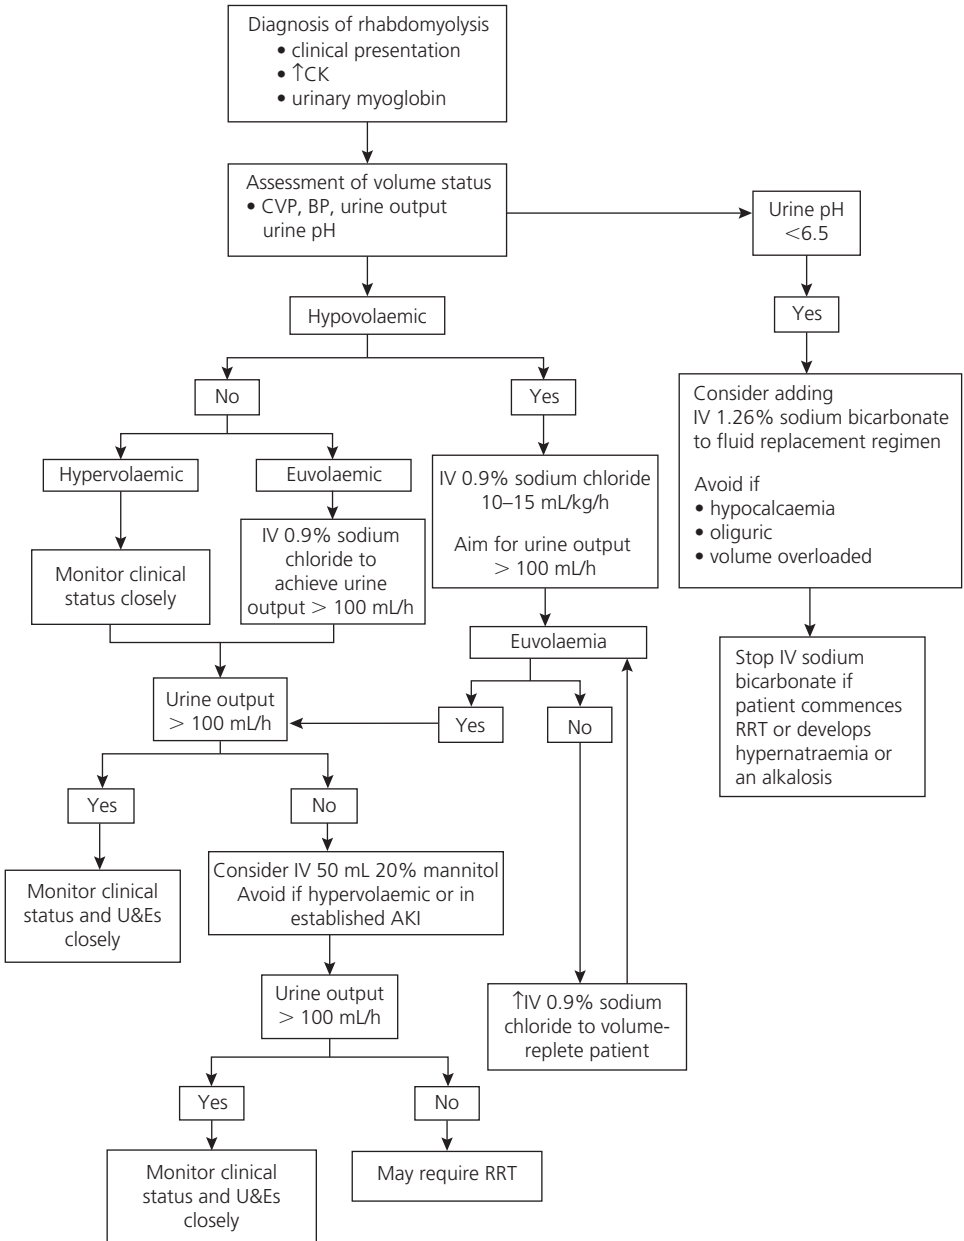 Diagnosis of rhabdomyolysis
• clinical presentation
• ↑CK
• urinary myoglobin
Assessment of volume status
• CVP, BP, urine output
urine pH
Urine pH
<6.5
Hypovolaemic
Yes
No
Yes
Consider adding
IV 1.26% sodium bicarbonate
to fluid replacement regimen
Avoid if
• hypocalcaemia
• oliguric
• volume overloaded
Hypervolaemic
Euvolaemic
IV 0.9% sodium chloride
10–15 mL/kg/h
Aim for urine output
> 100 mL/h
IV 0.9% sodium
chloride to
achieve urine
output > 100 mL/h
Monitor clinical
status closely
Euvolaemia
Stop IV sodium
bicarbonate if
patient commences
RRT or develops
hypernatraemia or
an alkalosis
Urine output
> 100 mL/h
Yes
No
Yes
No
Consider IV 50 mL 20% mannitol
Avoid if hypervolaemic or in
established AKI
Monitor clinical
status and U&Es
closely
Urine output
> 100 mL/h
↑IV 0.9% sodium
chloride to volume-
replete patient
Yes
No
Monitor clinical
status and U&Es
closely
May require RRT